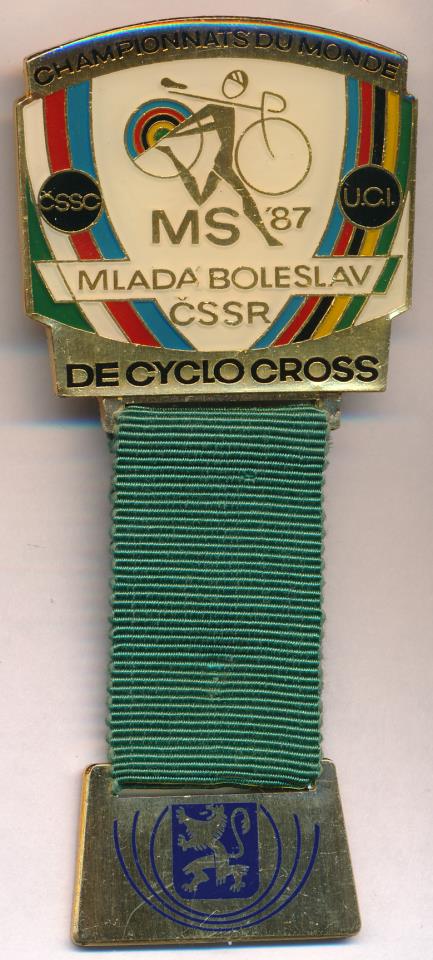 CHAMPIONNATS DU MONDE
ČSSC
U.C.I.
MS '87
MLADÁ BOLESLAV
ČSSR
DE CYCLO CROSS